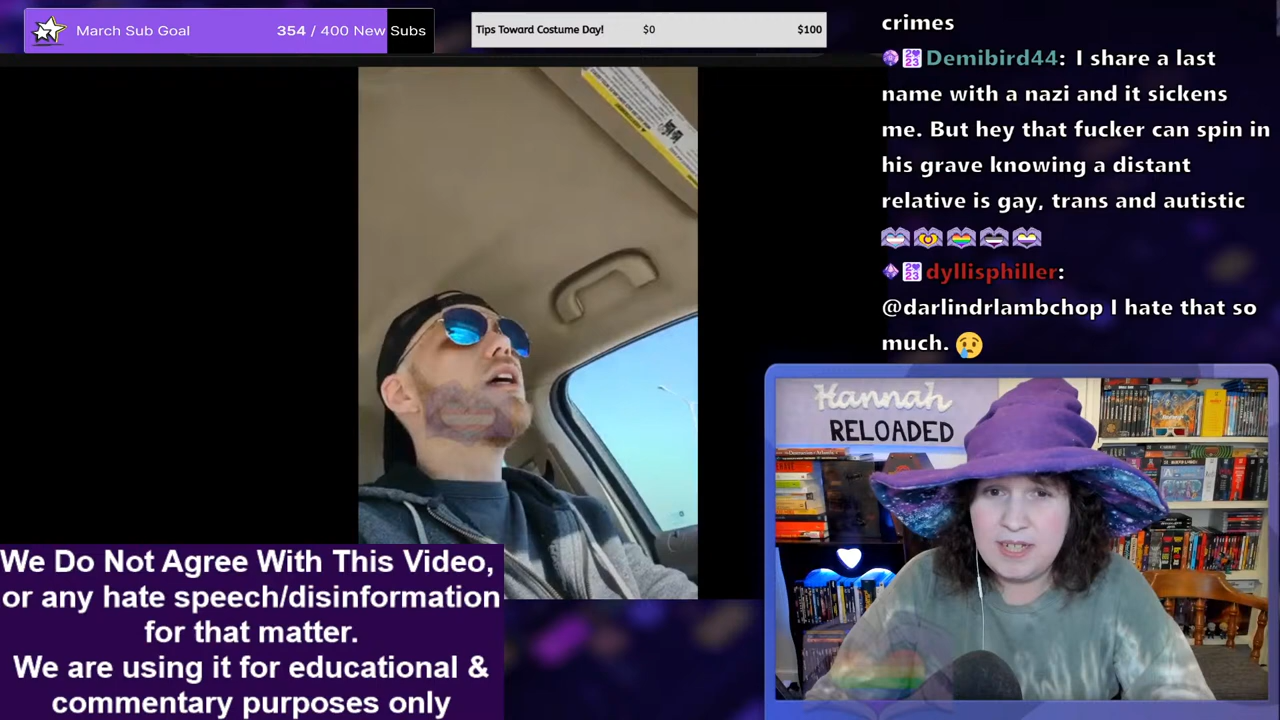 March Sub Goal 354 / 400 New Subs
Tips Toward Costume Day! $0 $100
crimes
Demibird44: I share a last
name with a nazi and it sickens
me. But hey that fucker can spin in
his grave knowing a distant
relative is gay, trans and autistic
dyllisphiller:
@darlindrlambchop I hate that so
much.
Hannah
RELOADED
We Do Not Agree With This Video,
or any hate speech/disinformation
for that matter.
We are using it for educational &
commentary purposes only